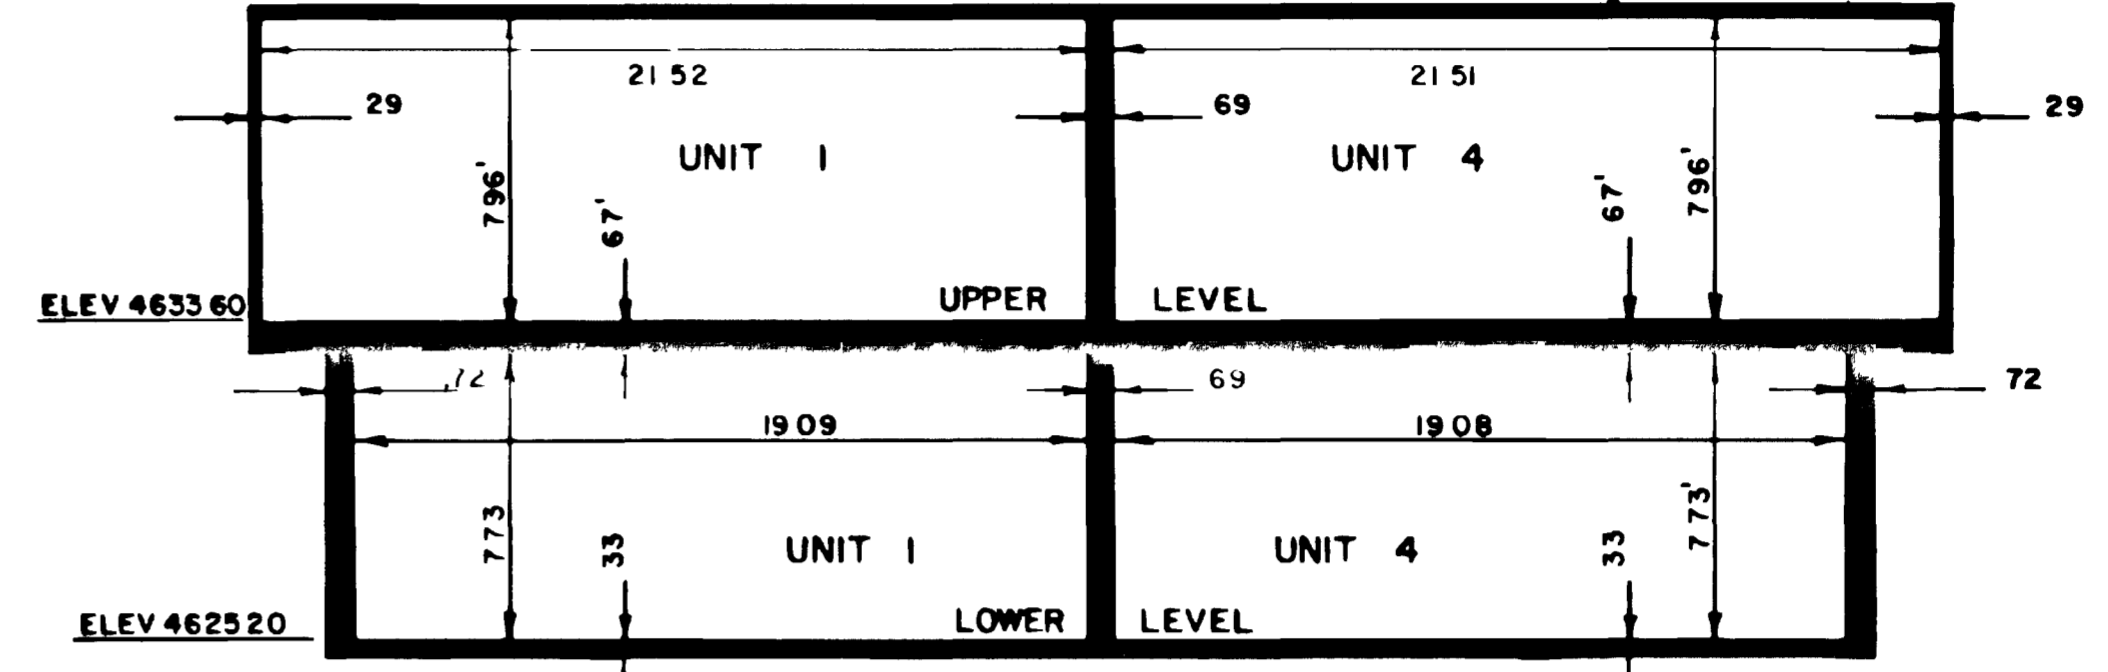 21 52
21 51
29
69
29
UNIT 1
UNIT 4
796'
67'
67'
796'
ELEV 4633 60
UPPER LEVEL
.72
69
72
19 09
19 08
773
33
UNIT 1
UNIT 4
33
773'
ELEV 4625 20
LOWER LEVEL